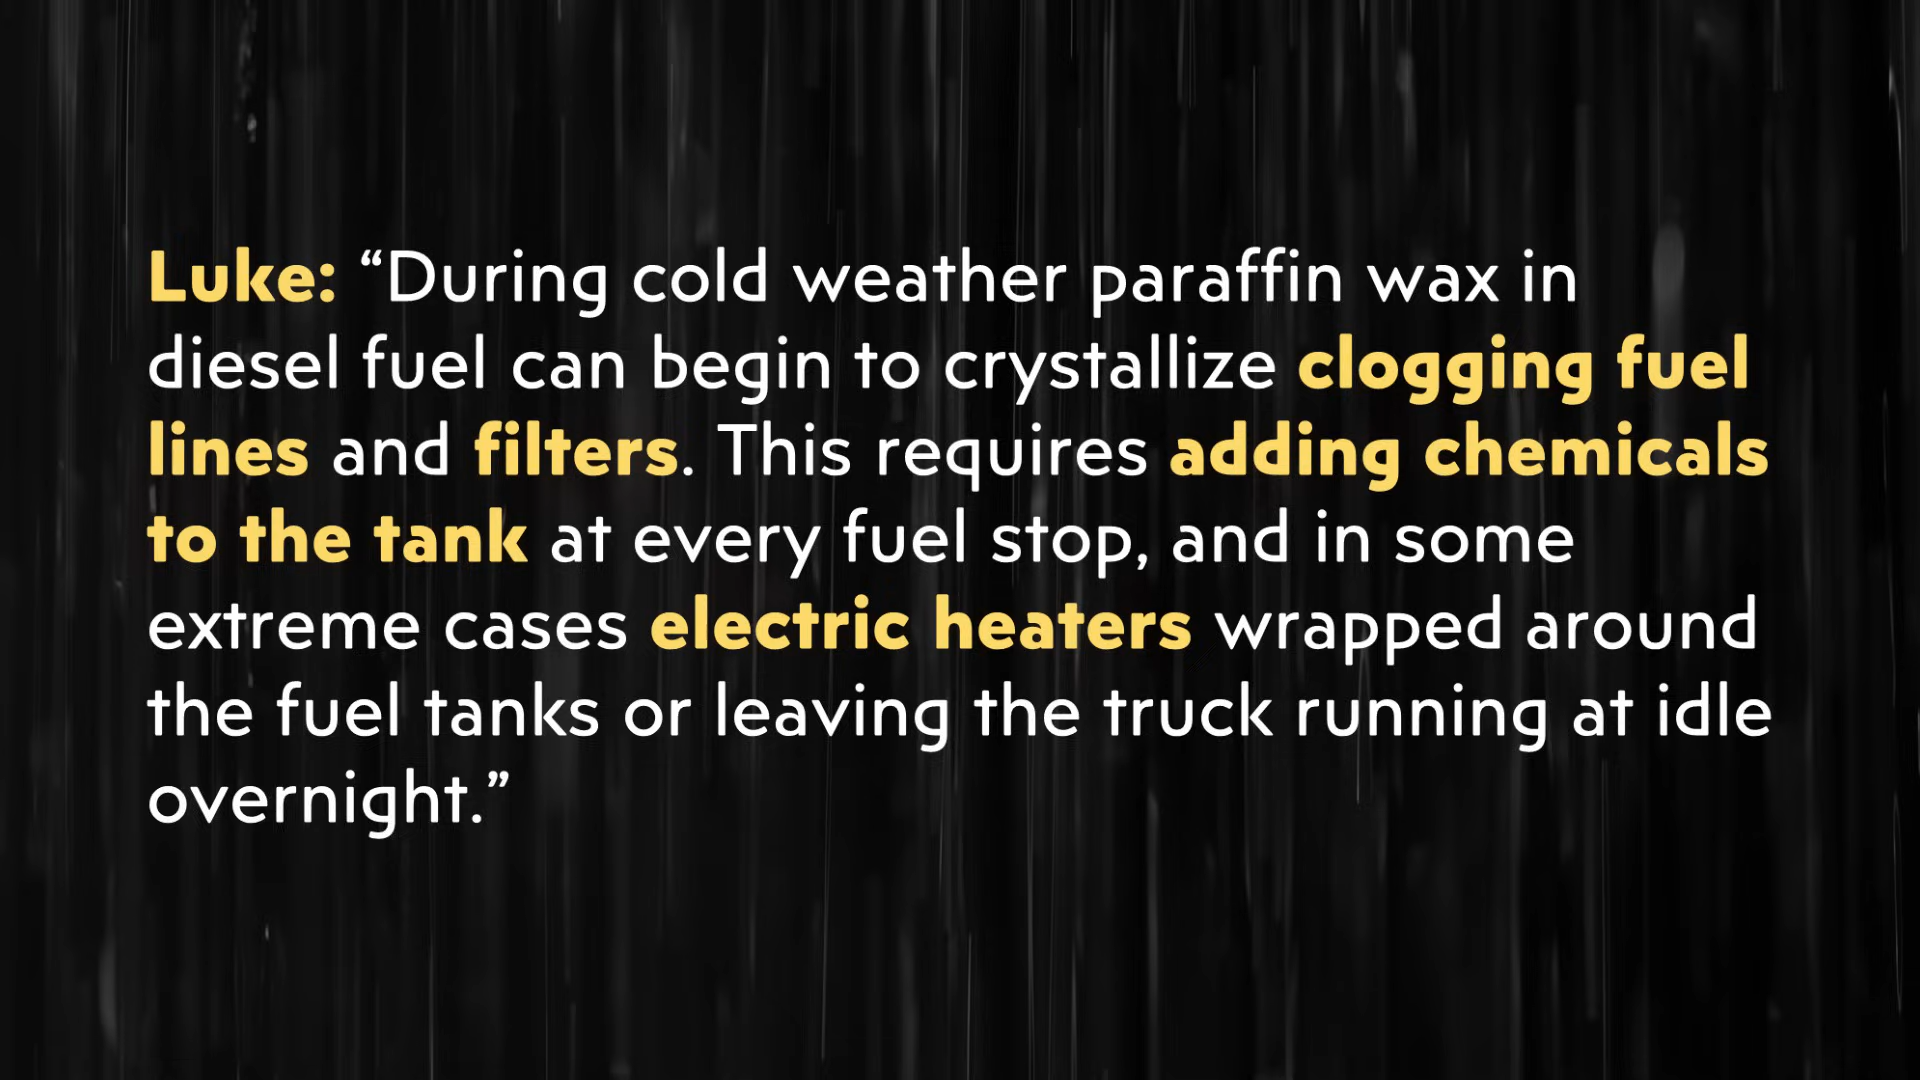 Luke: “During cold weather paraffin wax in
diesel fuel can begin to crystallize clogging fuel
lines and filters. This requires adding chemicals
to the tank at every fuel stop, and in some
extreme cases electric heaters wrapped around
the fuel tanks or leaving the truck running at idle
overnight.”